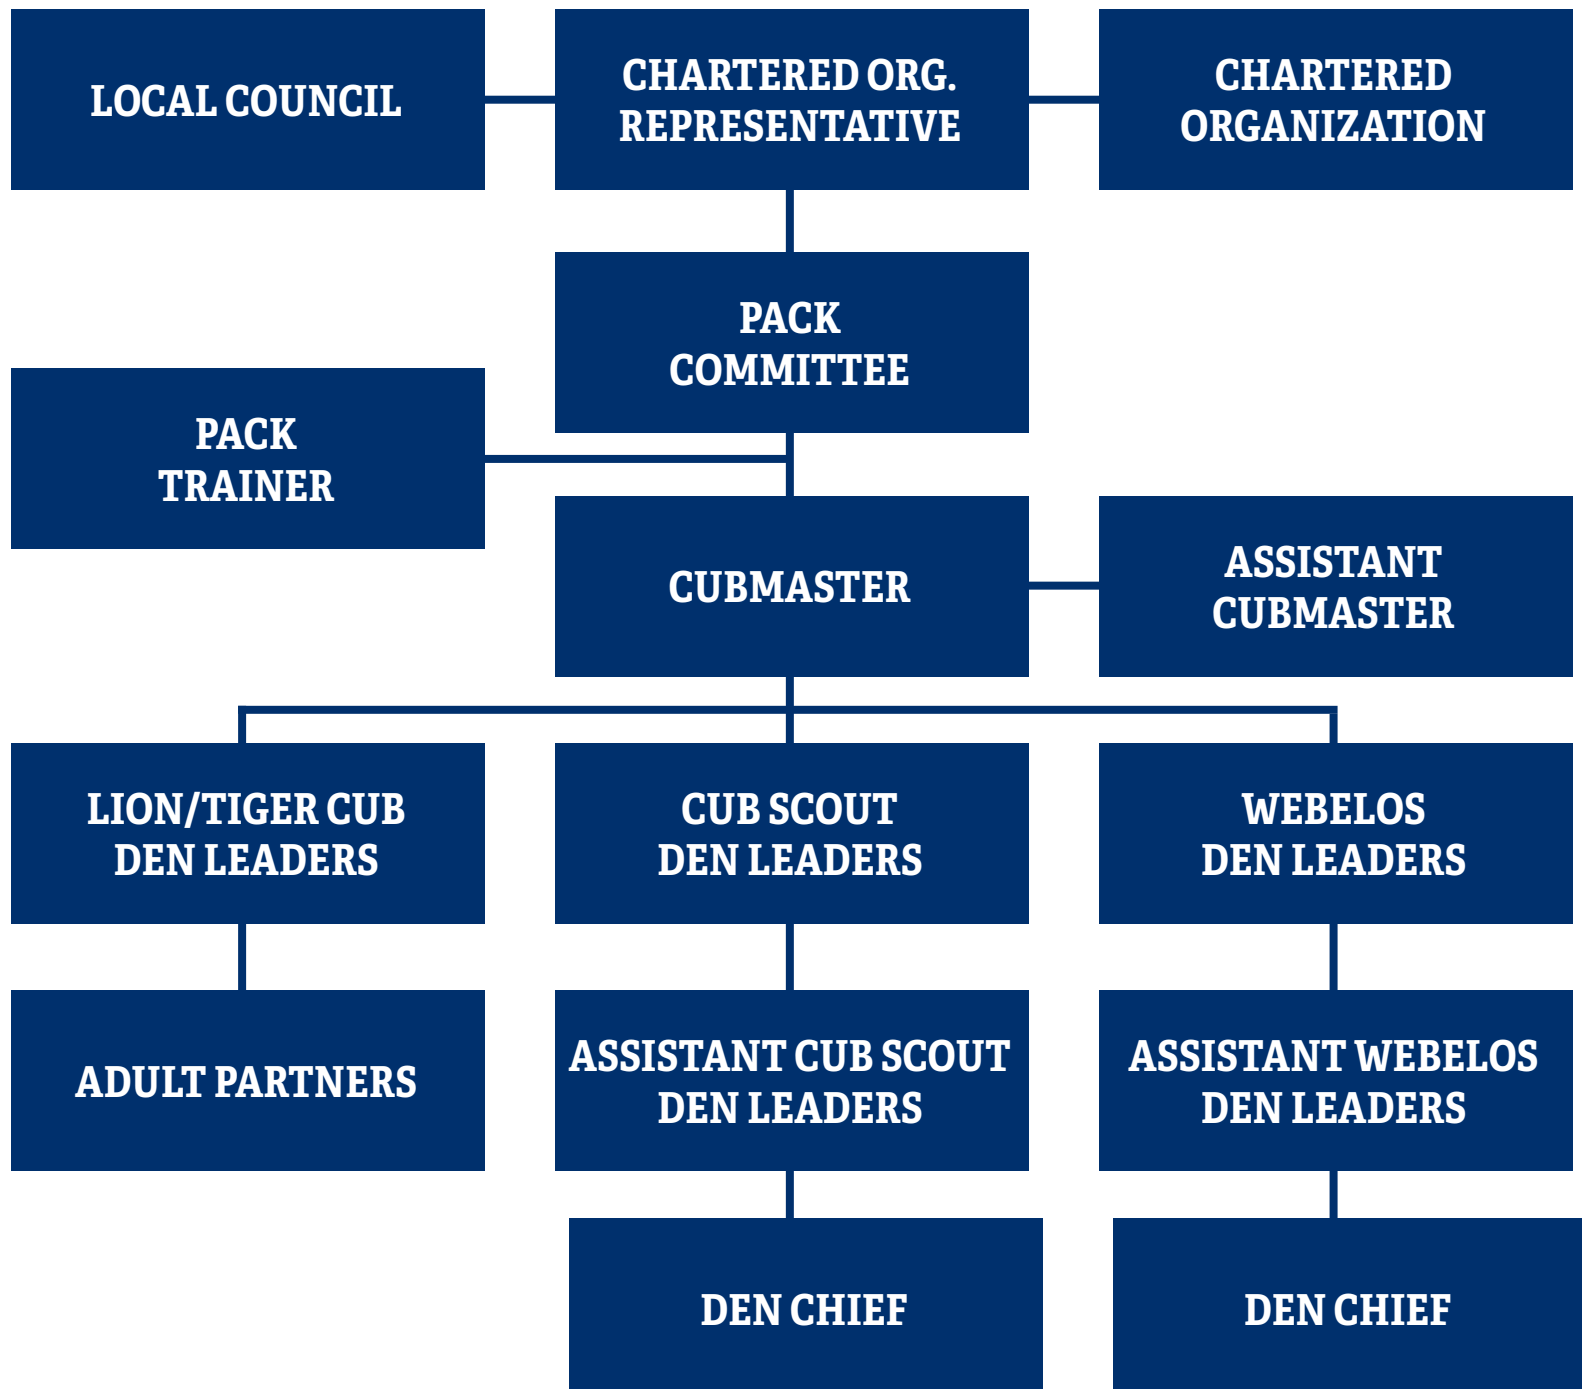 LOCAL COUNCIL
CHARTERED ORG.
REPRESENTATIVE
CHARTERED
ORGANIZATION
PACK
COMMITTEE
PACK
TRAINER
CUBMASTER
ASSISTANT
CUBMASTER
LION/TIGER CUB
DEN LEADERS
CUB SCOUT
DEN LEADERS
WEBELOS
DEN LEADERS
ADULT PARTNERS
ASSISTANT CUB SCOUT
DEN LEADERS
ASSISTANT WEBELOS
DEN LEADERS
DEN CHIEF
DEN CHIEF